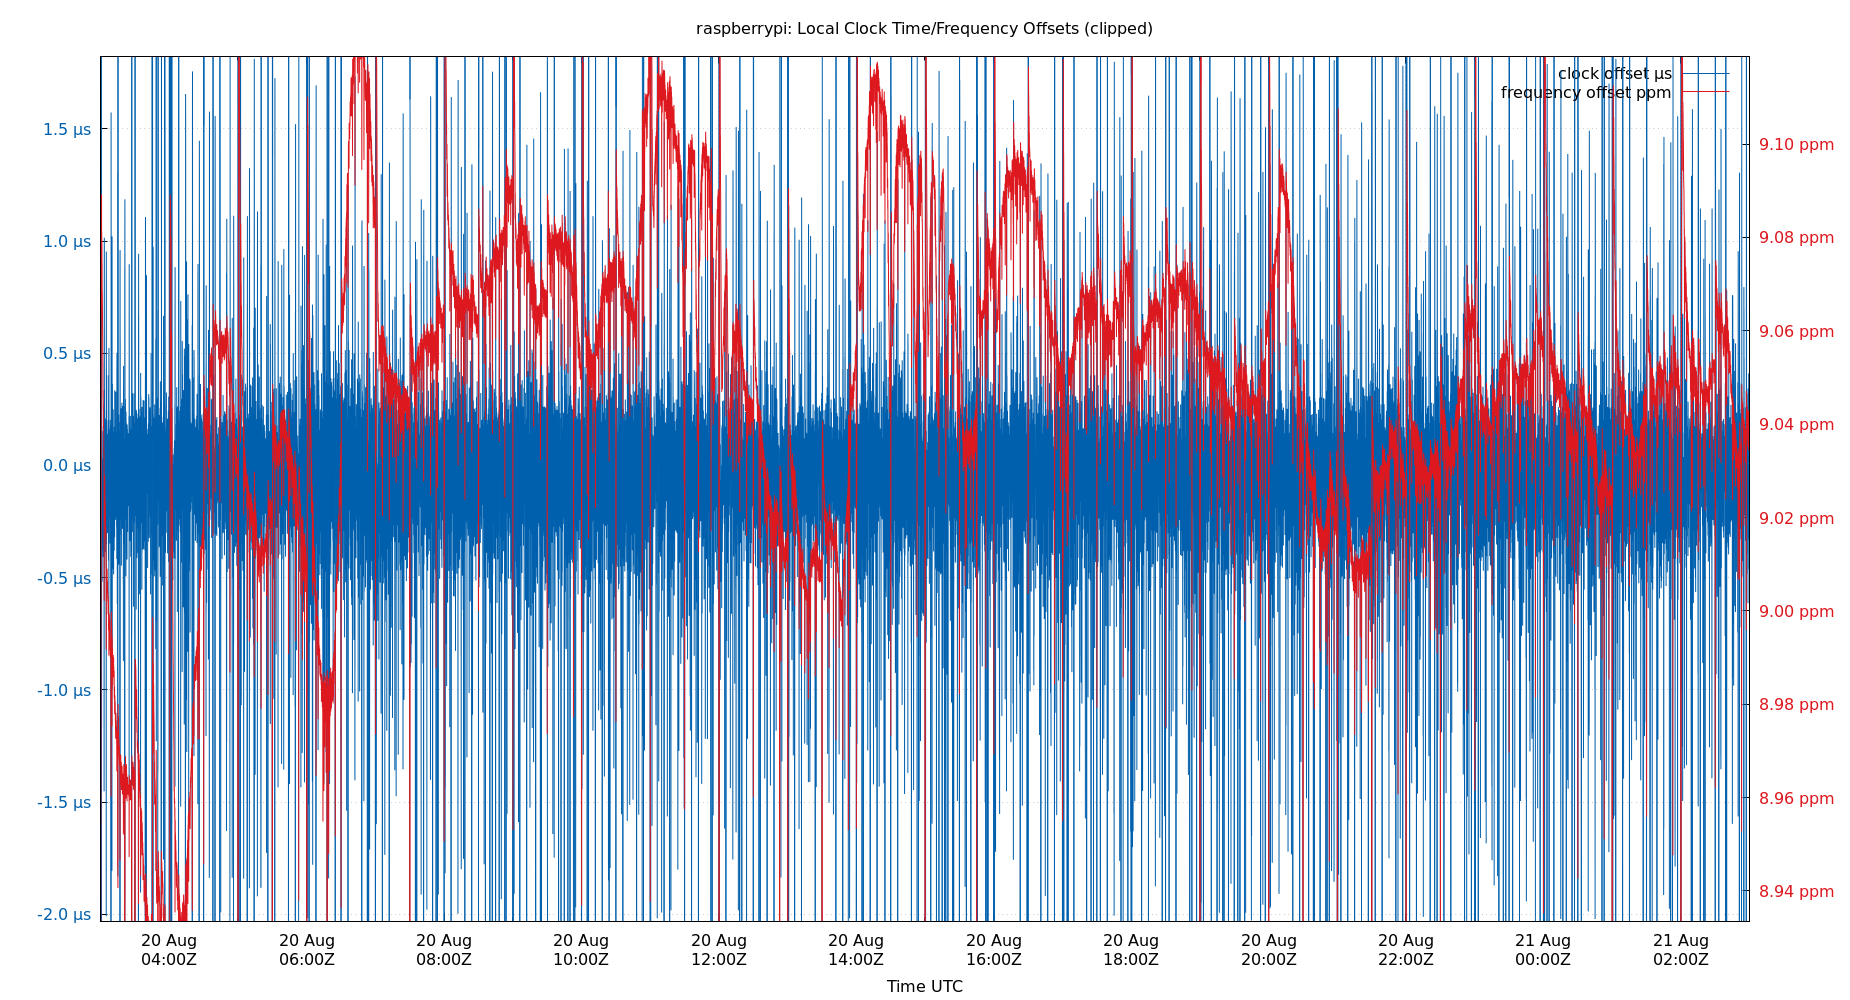 raspberrypi: Local Clock Time/Frequency Offsets (clipped)
clock offset μs
frequency offset ppm
1.5 μs
1.0 μs
0.5 μs
0.0 μs
-0.5 μs
-1.0 μs
-1.5 μs
-2.0 μs
9.10 ppm
9.08 ppm
9.06 ppm
9.04 ppm
9.02 ppm
9.00 ppm
8.98 ppm
8.96 ppm
8.94 ppm
20 Aug
04:00Z
20 Aug
06:00Z
20 Aug
08:00Z
20 Aug
10:00Z
20 Aug
12:00Z
20 Aug
14:00Z
20 Aug
16:00Z
20 Aug
18:00Z
20 Aug
20:00Z
20 Aug
22:00Z
21 Aug
00:00Z
21 Aug
02:00Z
Time UTC